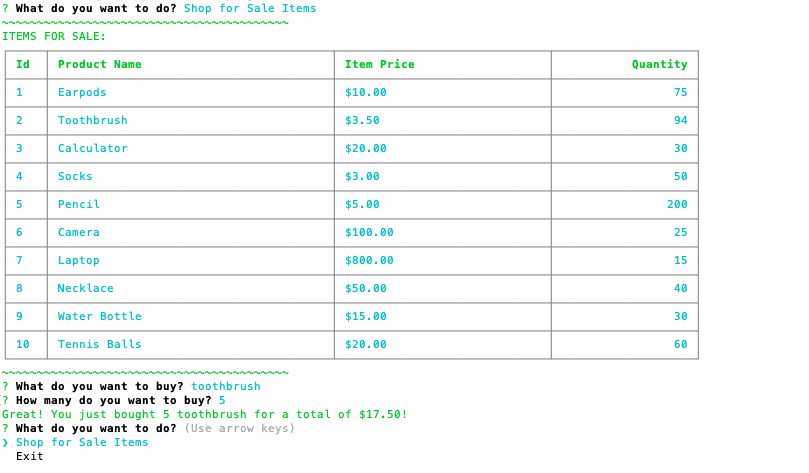 ? What do you want to do? Shop for Sale Items
~~~~~~~~~~~~~~~~~~~~~~~~~~~~~~~~~~~~~~~~~
ITEMS FOR SALE:
Id Product Name Item Price Quantity
1 Earpods $10.00 75
2 Toothbrush $3.50 94
3 Calculator $20.00 30
4 Socks $3.00 50
5 Pencil $5.00 200
6 Camera $100.00 25
7 Laptop $800.00 15
8 Necklace $50.00 40
9 Water Bottle $15.00 30
10 Tennis Balls $20.00 60
~~~~~~~~~~~~~~~~~~~~~~~~~~~~~~~~~~~~~~~~~
? What do you want to buy? toothbrush
? How many do you want to buy? 5
Great! You just bought 5 toothbrush for a total of $17.50!
? What do you want to do? (Use arrow keys)
❯ Shop for Sale Items
Exit